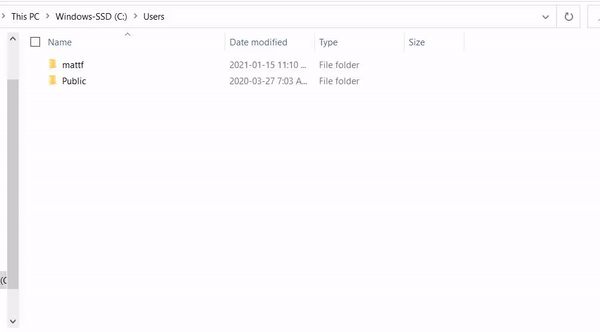 This PC > Windows-SSD (C:) > Users
Name Date modified Type Size
mattf 2021-01-15 11:10 ... File folder
Public 2020-03-27 7:03 A... File folder
(C